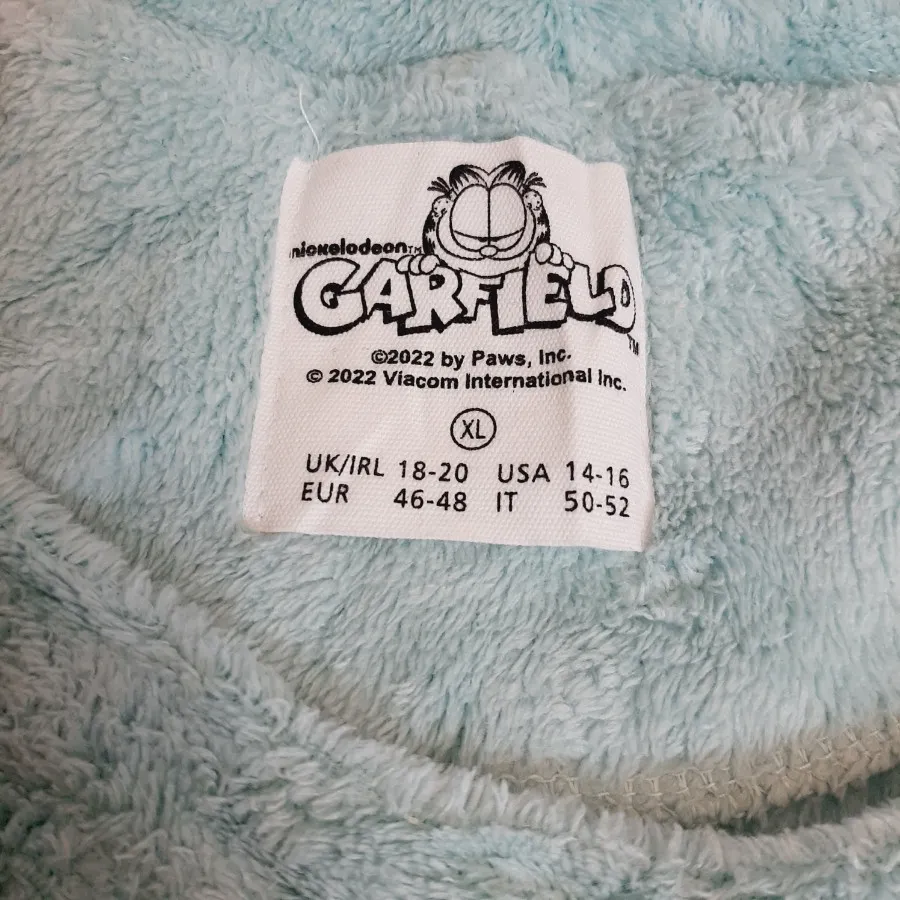 nickelodeon™
GARFIELD™
©2022 by Paws, Inc.
© 2022 Viacom International Inc.
XL
UK/IRL 18-20 USA 14-16
EUR 46-48 IT 50-52